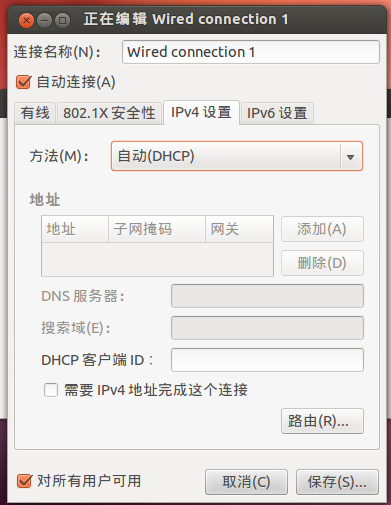 正在编辑 Wired connection 1
连接名称(N)： Wired connection 1
自动连接(A)
有线 802.1X 安全性 IPv4 设置 IPv6 设置
方法(M)： 自动(DHCP)
地址
地址 子网掩码 网关 添加(A)
删除(D)
DNS 服务器：
搜索域(E)：
DHCP 客户端 ID：
需要 IPv4 地址完成这个连接
路由(R)...
对所有用户可用 取消(C) 保存(S)...